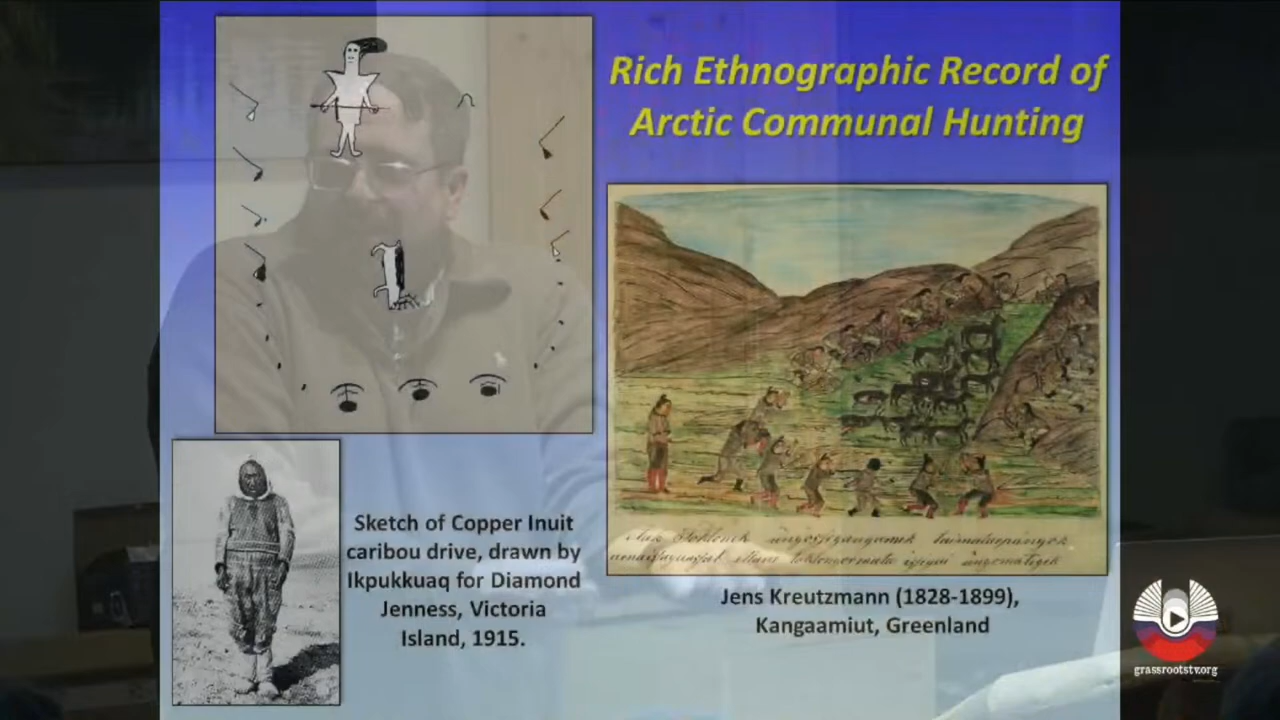 Rich Ethnographic Record of
Arctic Communal Hunting
Sketch of Copper Inuit
caribou drive, drawn by
Ikpukkuaq for Diamond
Jenness, Victoria
Island, 1915.
Jens Kreutzmann (1828-1899),
Kangaamiut, Greenland
grassrootstv.org